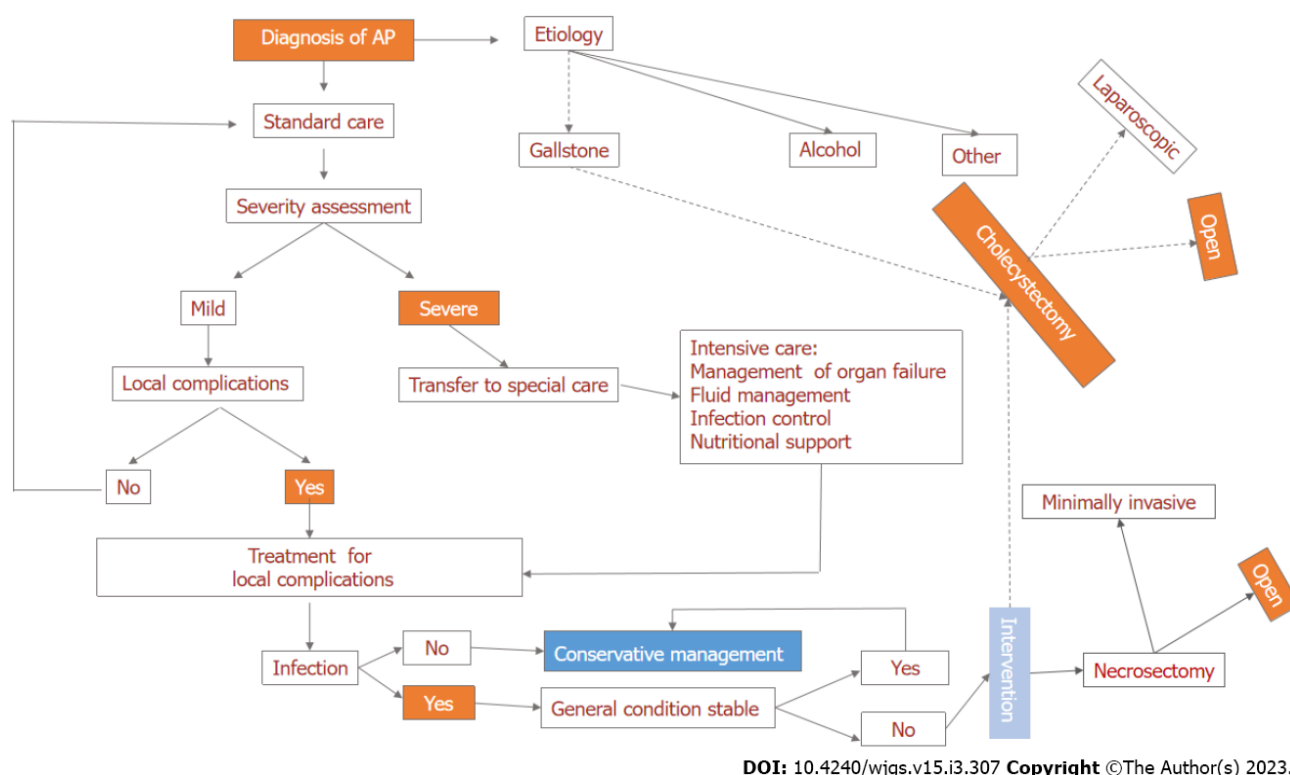 Diagnosis of AP
Etiology
Standard care
Gallstone
Alcohol
Other
Laparoscopic
Open
Cholecystectomy
Severity assessment
Mild
Severe
Local complications
Transfer to special care
Intensive care:
Management of organ failure
Fluid management
Infection control
Nutritional support
No
Yes
Treatment for
local complications
Minimally invasive
Open
Infection
No
Conservative management
Yes
Yes
General condition stable
No
Intervention
Necrosectomy
DOI: 10.4240/wjgs.v15.i3.307 Copyright ©The Author(s) 2023.